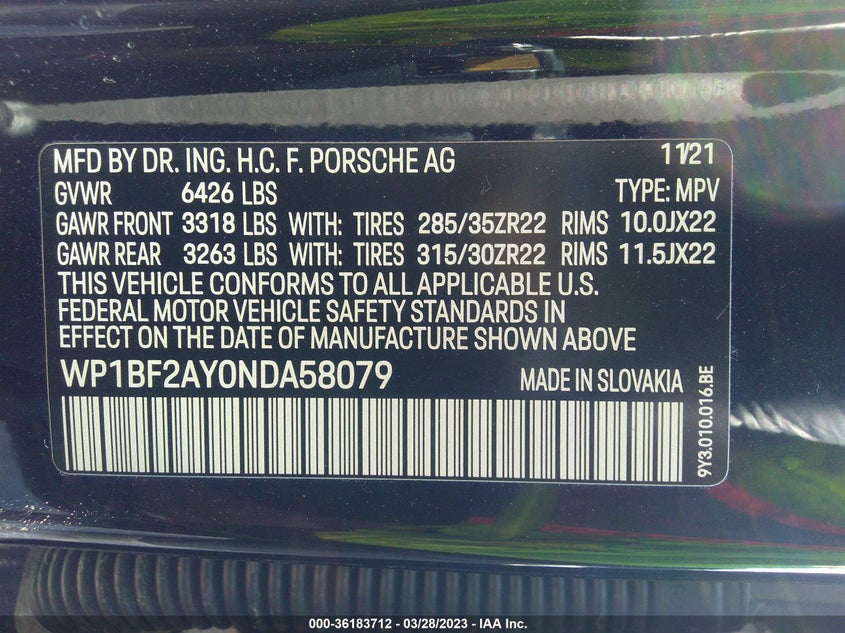 MFD BY DR. ING. H.C. F. PORSCHE AG 11/21
GVWR 6426 LBS TYPE: MPV
GAWR FRONT 3318 LBS WITH: TIRES 285/35ZR22 RIMS 10.0JX22
GAWR REAR 3263 LBS WITH: TIRES 315/30ZR22 RIMS 11.5JX22
THIS VEHICLE CONFORMS TO ALL APPLICABLE U.S.
FEDERAL MOTOR VEHICLE SAFETY STANDARDS IN
EFFECT ON THE DATE OF MANUFACTURE SHOWN ABOVE
WP1BF2AY0NDA58079 MADE IN SLOVAKIA
9Y3.010.016.BE
000-36183712 / 03/28/2023 - IAA Inc.